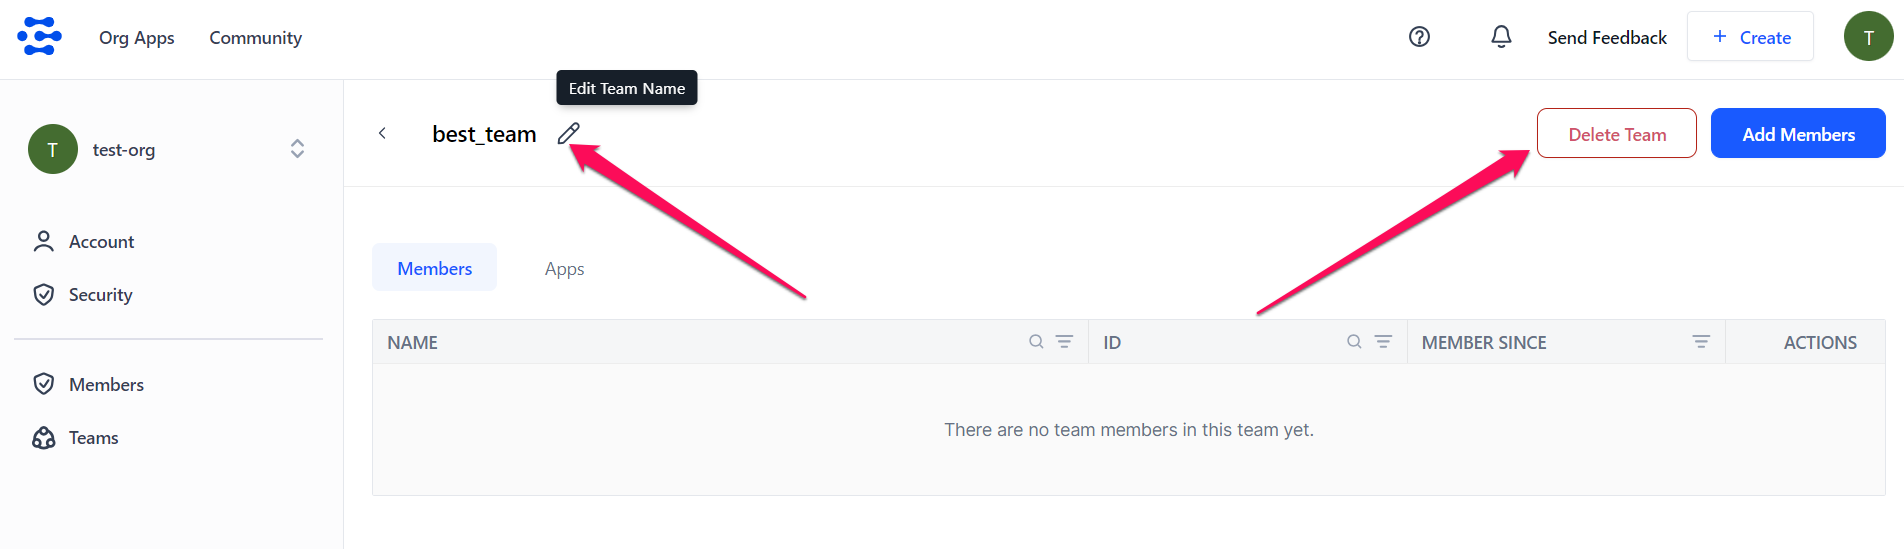 Org Apps
Community
Send Feedback
+ Create
T
T
test-org
Account
Security
Members
Teams
Edit Team Name
best_team
Delete Team
Add Members
Members
Apps
NAME
ID
MEMBER SINCE
ACTIONS
There are no team members in this team yet.